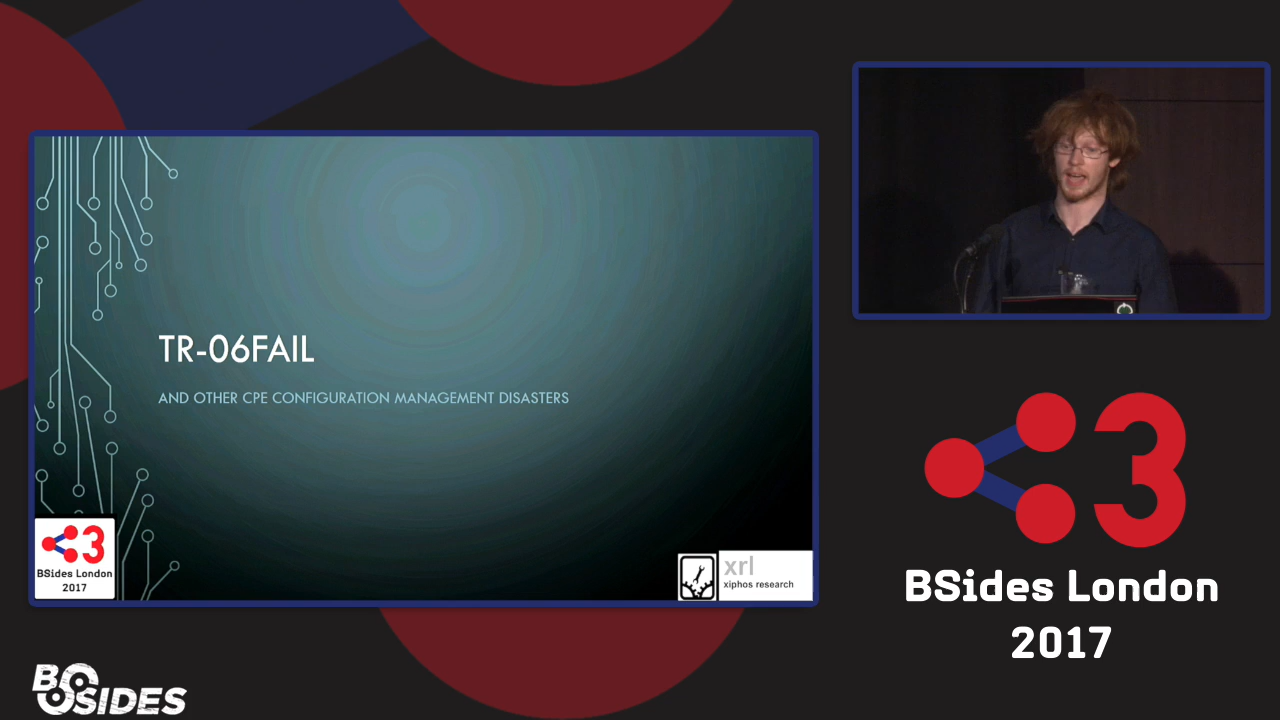 TR-06FAIL
AND OTHER CPE CONFIGURATION MANAGEMENT DISASTERS
3
BSides London
2017
xrl
xiphos research
3
BSides London
2017
BSIDES